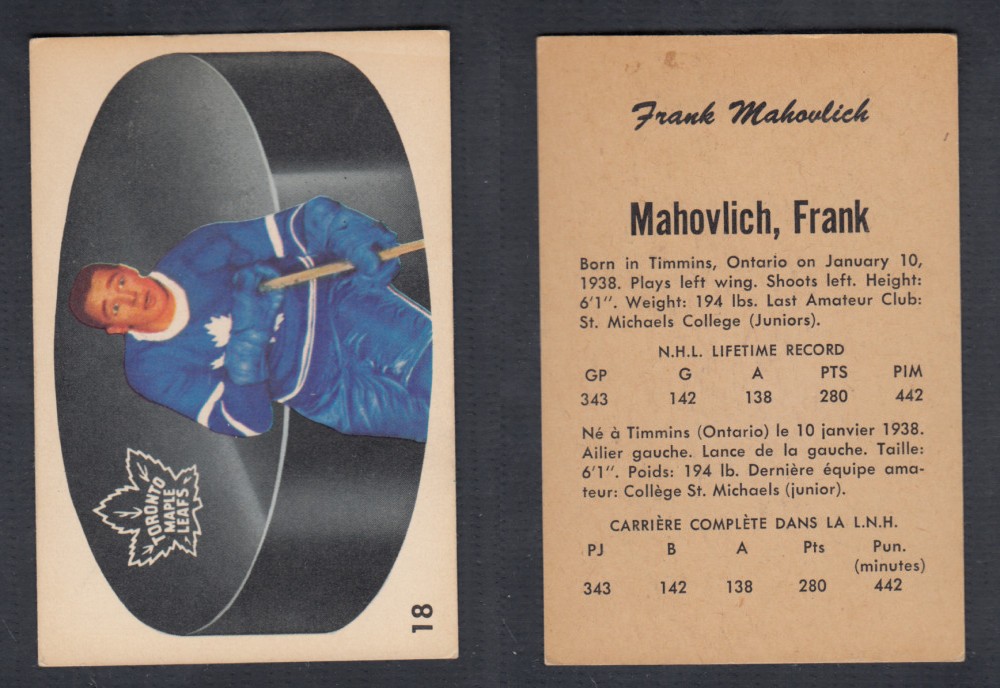 TORONTO
MAPLE
LEAFS
18
Frank Mahovlich
Mahovlich, Frank
Born in Timmins, Ontario on January 10,
1938. Plays left wing. Shoots left. Height:
6'1". Weight: 194 lbs. Last Amateur Club:
St. Michaels College (Juniors).
N.H.L. LIFETIME RECORD
GP G A PTS PIM
343 142 138 280 442
Né à Timmins (Ontario) le 10 janvier 1938.
Ailier gauche. Lance de la gauche. Taille:
6'1". Poids: 194 lb. Dernière équipe ama-
teur: Collège St. Michaels (junior).
CARRIÈRE COMPLÈTE DANS LA L.N.H.
PJ B A Pts Pun.
(minutes)
343 142 138 280 442